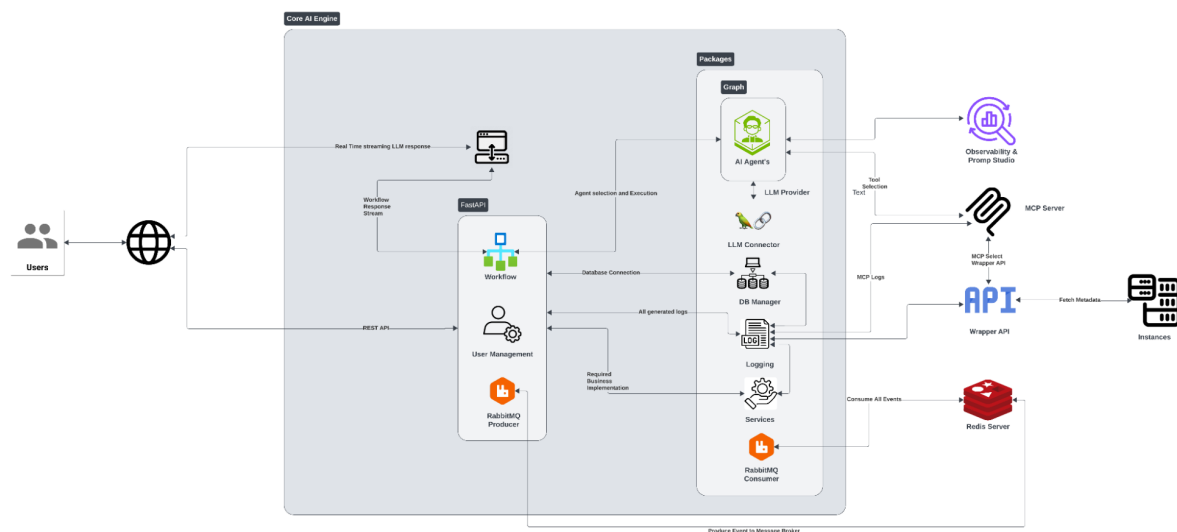 Core AI Engine
Packages
Graph
AI Agent's
Observability &
Promp Studio
Real Time streaming LLM response
Agent selection and Execution
Tool
Selection
LLM Provider
Text
Workflow
Response
Stream
FastAPI
MCP Server
Users
LLM Connector
Workflow
MCP Select
Wrapper API
Database Connection
MCP Logs
DB Manager
API
Fetch Metadata
All generated logs
LOG
Wrapper API
Instances
REST API
User Management
Logging
Required
Business
Implementation
Consume All Events
RabbitMQ
Producer
Services
Redis Server
RabbitMQ
Consumer
Produce Event to Message Broker